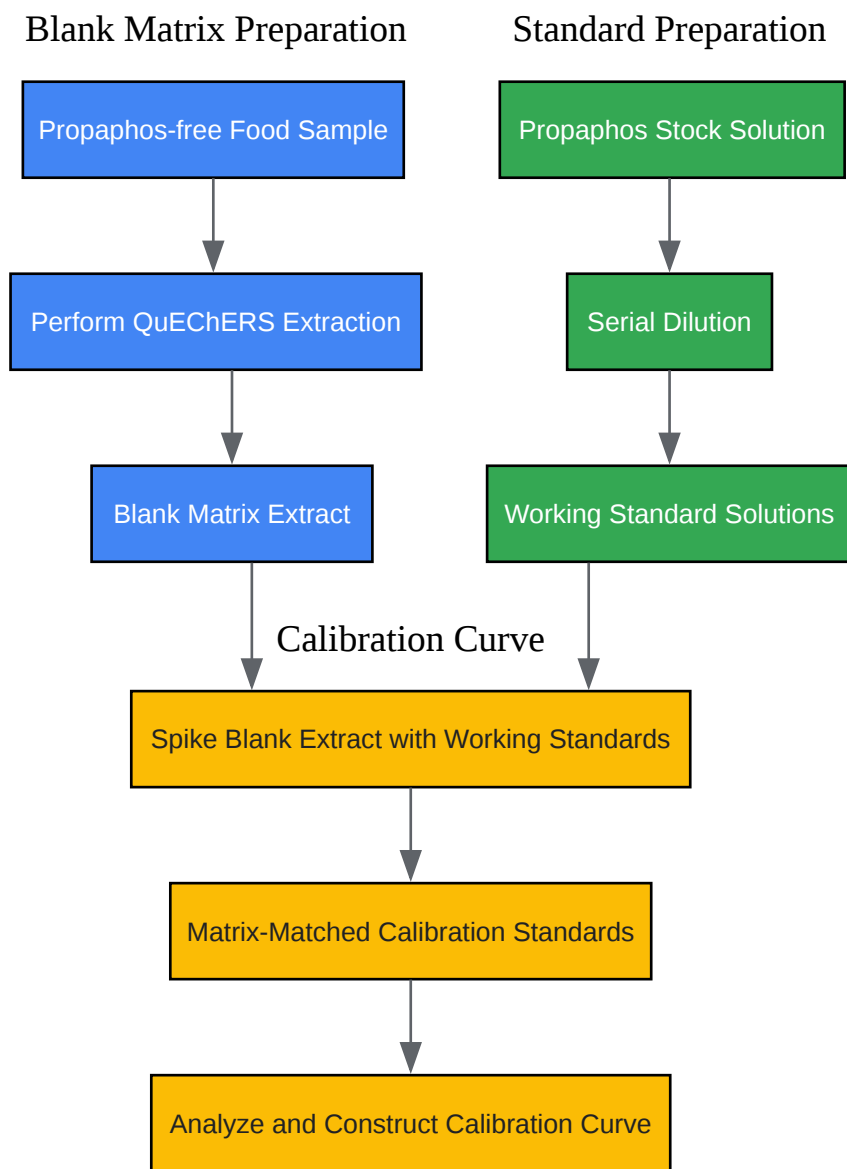 Blank Matrix Preparation
Propaphos-free Food Sample
Perform QuEChERS Extraction
Blank Matrix Extract
Standard Preparation
Propaphos Stock Solution
Serial Dilution
Working Standard Solutions
Calibration Curve
Spike Blank Extract with Working Standards
Matrix-Matched Calibration Standards
Analyze and Construct Calibration Curve